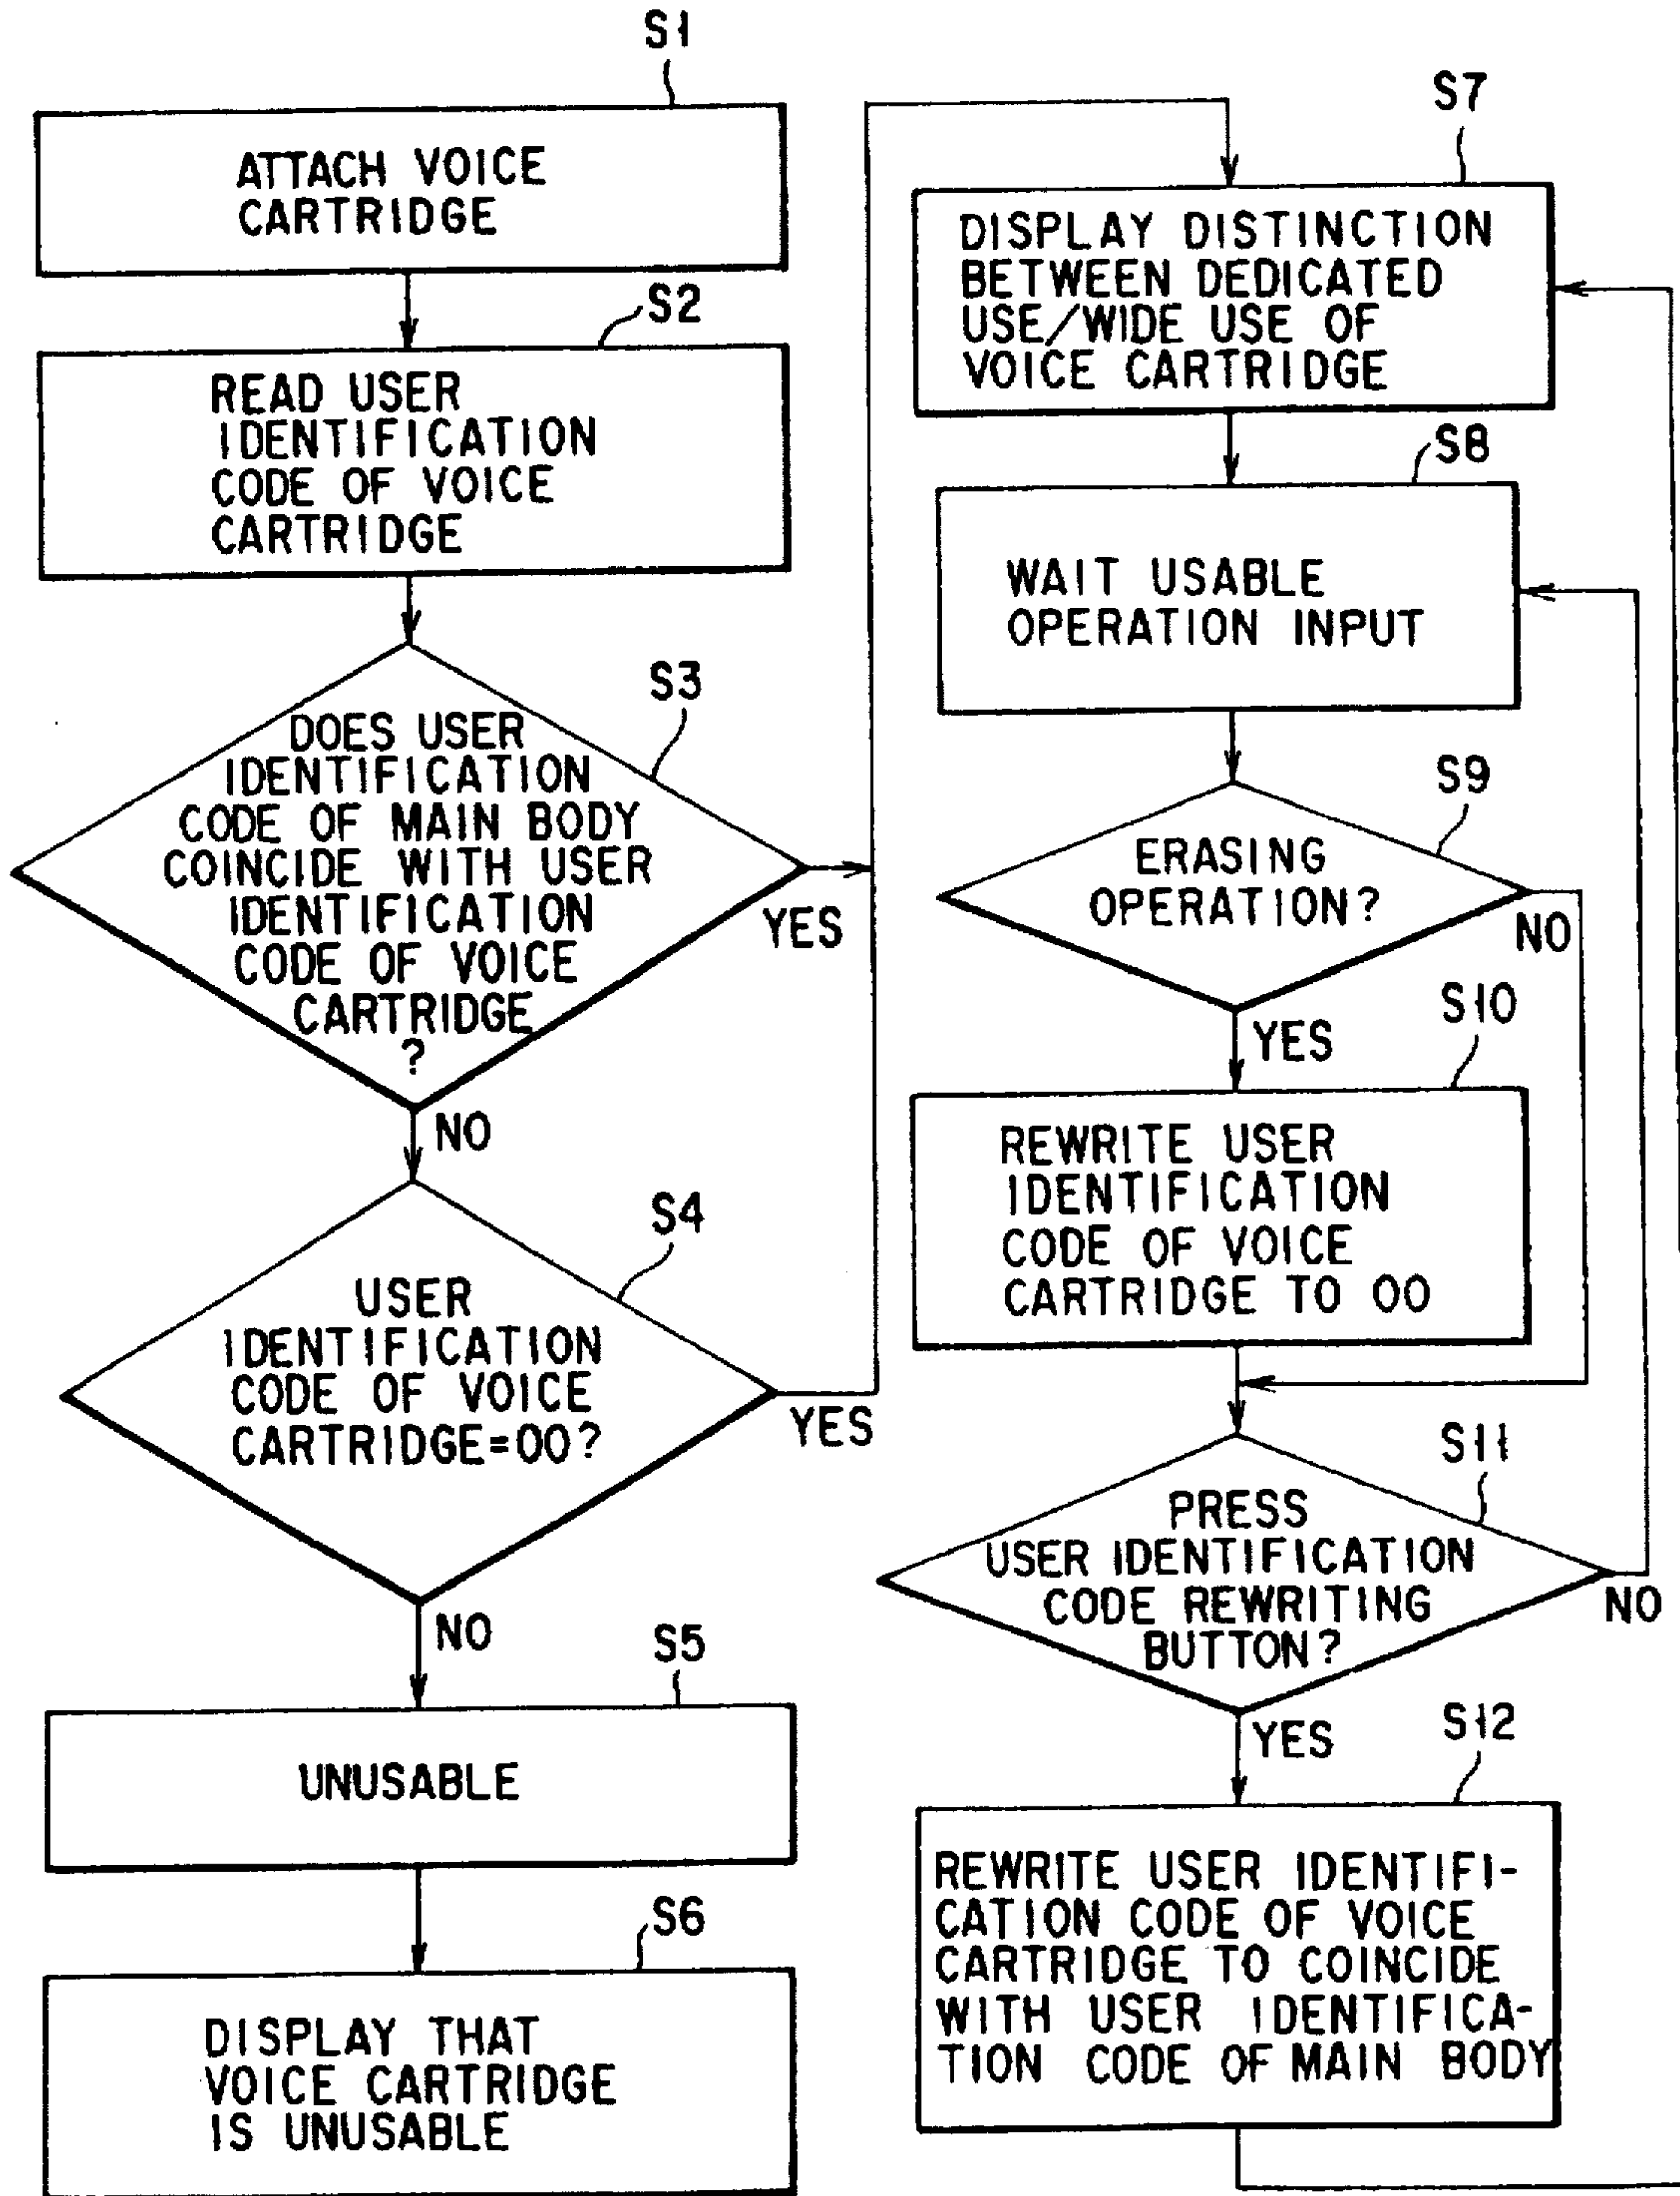 S1
ATTACH VOICE
CARTRIDGE
S2
READ USER
IDENTIFICATION
CODE OF VOICE
CARTRIDGE
S3
DOES USER
IDENTIFICATION
CODE OF MAIN BODY
COINCIDE WITH USER
IDENTIFICATION
CODE OF VOICE
CARTRIDGE
?
YES
NO
S4
USER
IDENTIFICATION
CODE OF VOICE
CARTRIDGE=00?
YES
NO
S5
UNUSABLE
S6
DISPLAY THAT
VOICE CARTRIDGE
IS UNUSABLE
S7
DISPLAY DISTINCTION
BETWEEN DEDICATED
USE/WIDE USE OF
VOICE CARTRIDGE
S8
WAIT USABLE
OPERATION INPUT
S9
ERASING
OPERATION?
NO
YES
S10
REWRITE USER
IDENTIFICATION
CODE OF VOICE
CARTRIDGE TO 00
S11
PRESS
USER IDENTIFICATION
CODE REWRITING
BUTTON?
NO
YES
S12
REWRITE USER IDENTIFI-
CATION CODE OF VOICE
CARTRIDGE TO COINCIDE
WITH USER IDENTIFICA-
TION CODE OF MAIN BODY